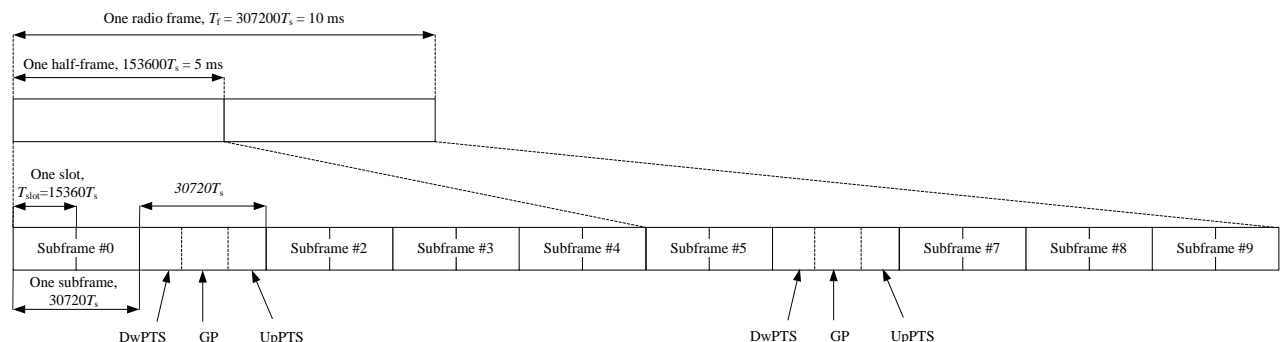 One radio frame, Tf = 307200Ts = 10 ms
One half-frame, 153600Ts = 5 ms
One slot,
Tslot=15360Ts
30720Ts
Subframe #0
Subframe #2
Subframe #3
Subframe #4
Subframe #5
Subframe #7
Subframe #8
Subframe #9
One subframe,
30720Ts
DwPTS
GP
UpPTS
DwPTS
GP
UpPTS